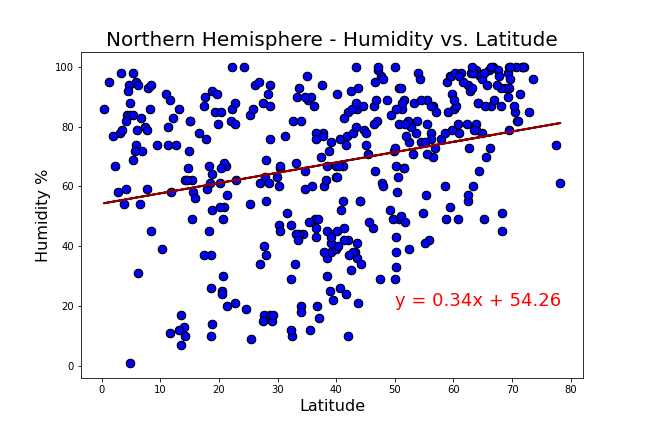 Northern Hemisphere - Humidity vs. Latitude
Humidity %
100
80
60
40
20
0
y = 0.34x + 54.26
0 10 20 30 40 50 60 70 80
Latitude